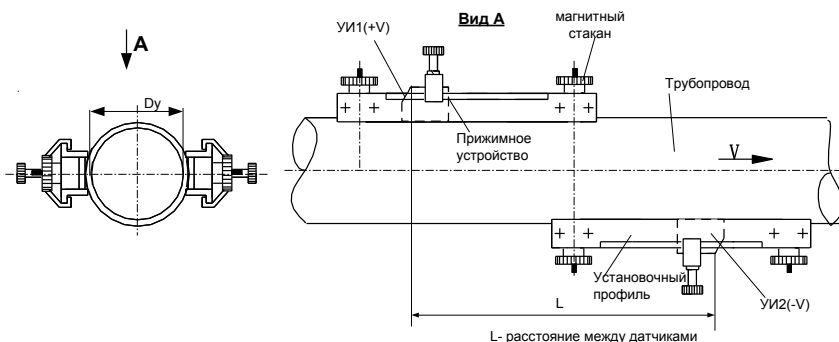 А
Dy
УИ1(+V)
Вид А
магнитный
стакан
Трубопровод
Прижимное
устройство
V
Установочный
профиль
L
УИ2(-V)
L- расстояние между датчиками